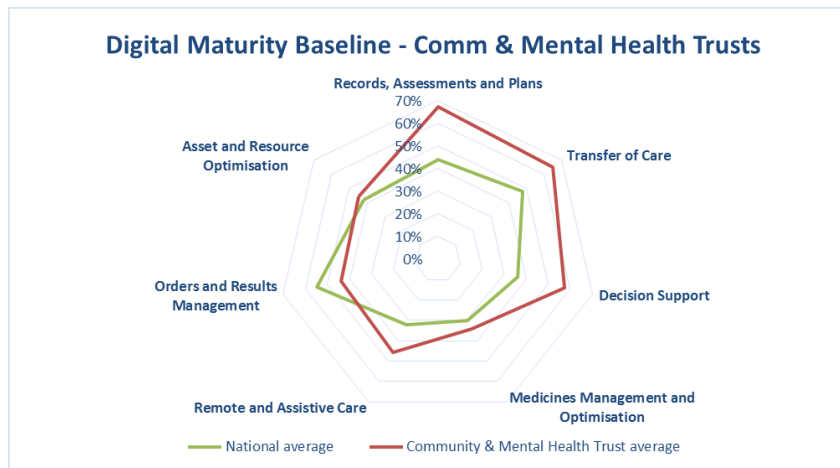 Digital Maturity Baseline - Comm & Mental Health Trusts
Records, Assessments and Plans
70%
60%
50%
40%
30%
20%
10%
0%
Transfer of Care
Decision Support
Medicines Management and
Optimisation
Remote and Assistive Care
Orders and Results
Management
Asset and Resource
Optimisation
National average
Community & Mental Health Trust average